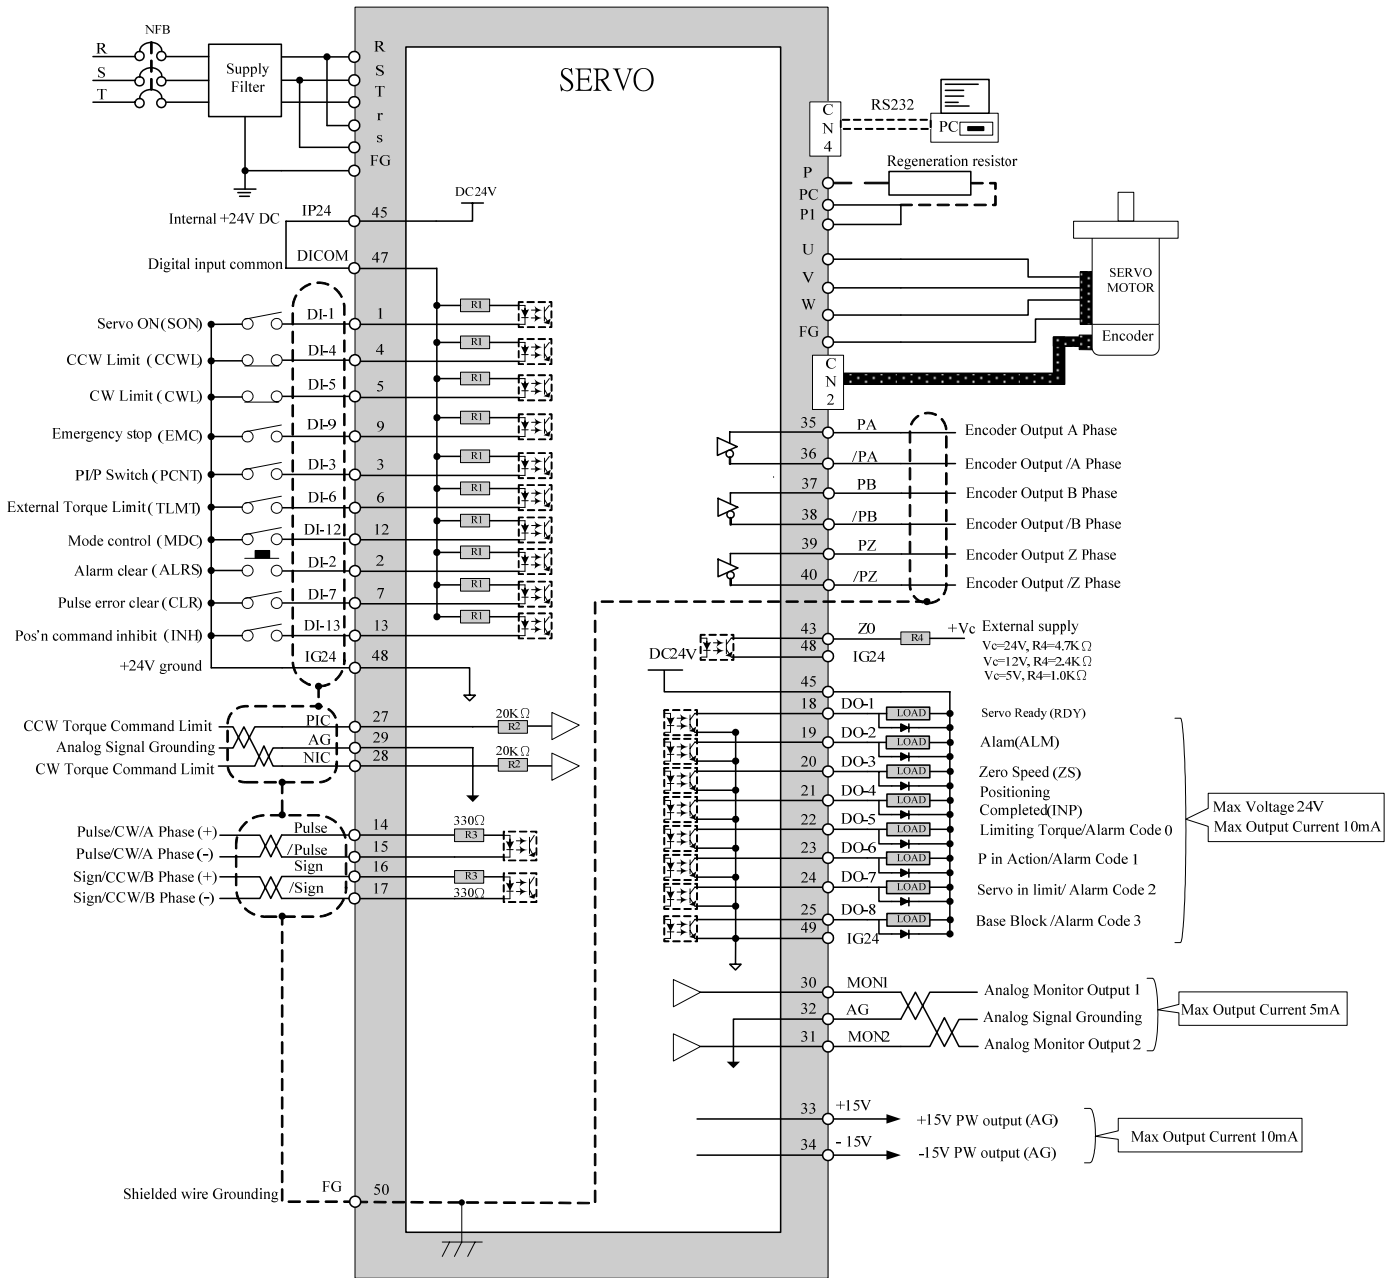 NFB
R
S
T
Supply
Filter
R
S
T
r
s
FG
SERVO
C
N
4
RS232
PC
Regeneration resistor
P
PC
P1
U
V
W
FG
SERVO
MOTOR
Encoder
C
N
2
Internal +24V DC
IP24
45
DC24V
Digital input common
DICOM
47
Servo ON(SON)
DI-1
1
R1
CCW Limit (CCWL)
DI-4
4
R1
CW Limit (CWL)
DI-5
5
R1
Emergency stop (EMC)
DI-9
9
R1
PI/P Switch (PCNT)
DI-3
3
R1
External Torque Limit(TLMT)
DI-6
6
R1
Mode control (MDC)
DI-12
12
R1
Alarm clear (ALRS)
DI-2
2
R1
Pulse error clear (CLR)
DI-7
7
R1
Pos'n command inhibit (INH)
DI-13
13
R1
+24V ground
IG24
48
CCW Torque Command Limit
PIC
27
20KΩ
R2
Analog Signal Grounding
AG
29
CW Torque Command Limit
NIC
28
20KΩ
R2
Pulse/CW/A Phase (+)
Pulse
14
330Ω
R3
Pulse/CW/A Phase (-)
/Pulse
15
Sign/CCW/B Phase (+)
Sign
16
R3
Sign/CCW/B Phase (-)
/Sign
17
330Ω
Shielded wire Grounding
FG
50
35
PA
Encoder Output A Phase
36
/PA
Encoder Output /A Phase
37
PB
Encoder Output B Phase
38
/PB
Encoder Output /B Phase
39
PZ
Encoder Output Z Phase
40
/PZ
Encoder Output /Z Phase
43
Z0
R4
+Vc
External supply
Vc=24V, R4=4.7KΩ
Vc=12V, R4=2.4KΩ
Vc=5V, R4=1.0KΩ
48
IG24
DC24V
45
18
DO-1
LOAD
Servo Ready (RDY)
19
DO-2
LOAD
Alam(ALM)
20
DO-3
LOAD
Zero Speed (ZS)
21
DO-4
LOAD
Positioning
Completed(INP)
22
DO-5
LOAD
Limiting Torque/Alarm Code 0
23
DO-6
LOAD
P in Action/Alarm Code 1
24
DO-7
LOAD
Servo in limit/ Alarm Code 2
25
DO-8
LOAD
Base Block /Alarm Code 3
49
IG24
Max Voltage 24V
Max Output Current 10mA
30
MON1
Analog Monitor Output 1
32
AG
Analog Signal Grounding
31
MON2
Analog Monitor Output 2
Max Output Current 5mA
33
+15V
+15V PW output (AG)
34
- 15V
-15V PW output (AG)
Max Output Current 10mA